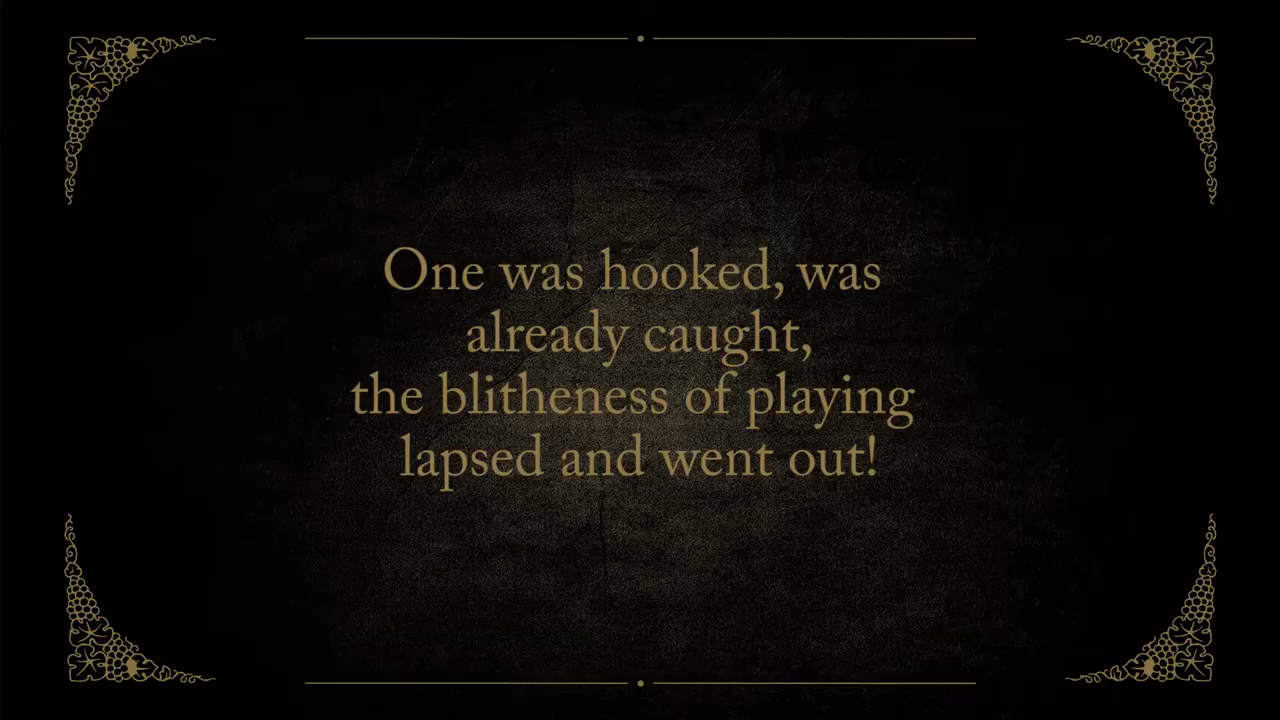 One was hooked, was
already caught,
the blitheness of playing
lapsed and went out!